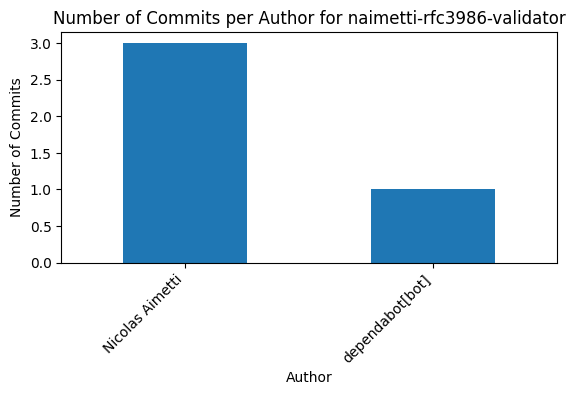 Number of Commits per Author for naimetti-rfc3986-validator
Number of Commits
3.0
2.5
2.0
1.5
1.0
0.5
0.0
Nicolas Aimetti
dependabot[bot]
Author